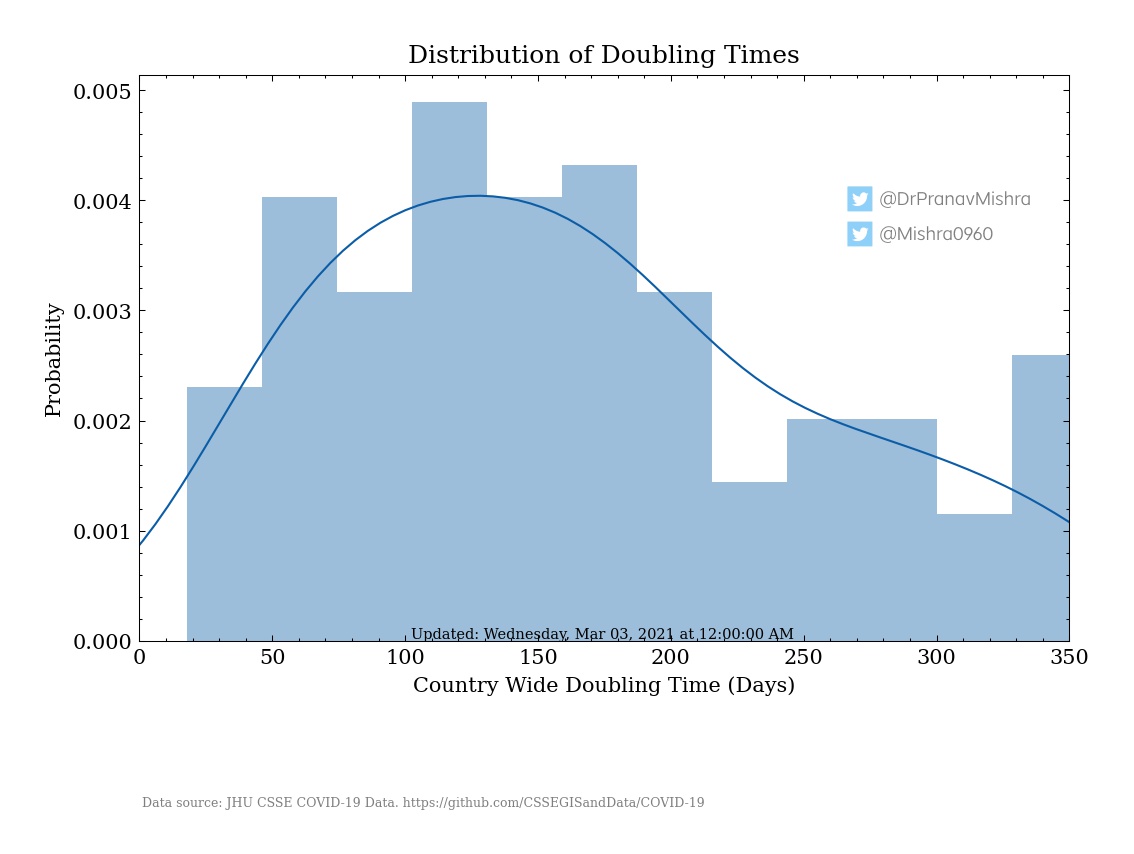 Distribution of Doubling Times
0.005
0.004
0.003
0.002
0.001
0.000
Probability
@DrPranavMishra
@Mishra0960
Updated: Wednesday, Mar 03, 2021 at 12:00:00 AM
0 50 100 150 200 250 300 350
Country Wide Doubling Time (Days)
Data source: JHU CSSE COVID-19 Data. https://github.com/CSSEGISandData/COVID-19